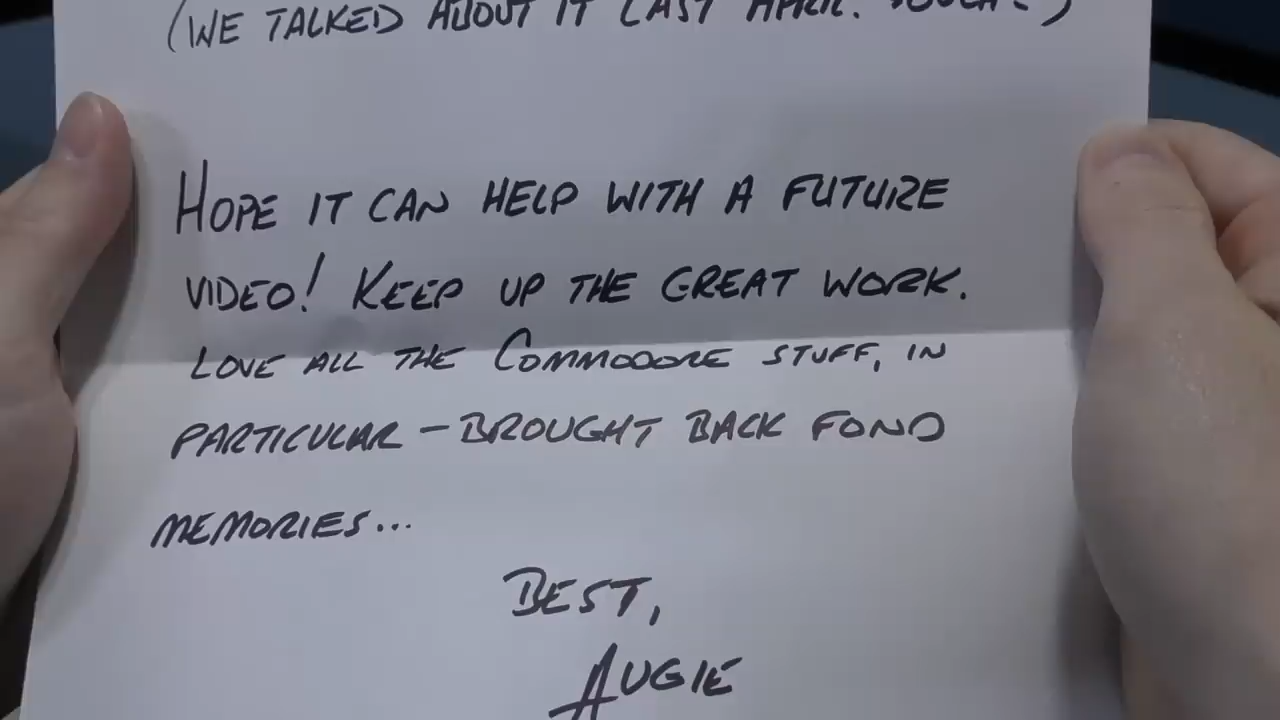 (WE TALKED ABOUT IT LAST APRIL.
HOPE IT CAN HELP WITH A FUTURE
VIDEO! KEEP UP THE GREAT WORK.
LOVE ALL THE COMMODORE STUFF, IN
PARTICULAR – BROUGHT BACK FOND
MEMORIES...
BEST,
AUGIE